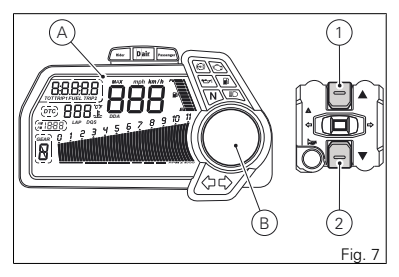 A
1
Rider D|air Passenger
88888
TOT TRIP1 FUEL TRIP2
MAX mph km/h
888
DTC
888
LAP DQS DDA
GEAR
8
0 1 2 3 4 5 6 7 8 9 10 11
N
B
2
Fig. 7